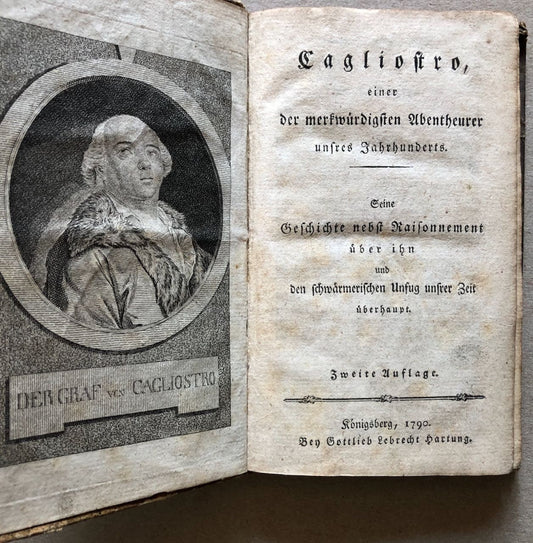 DER GRAF VON CAGLIOSTRO
Cagliostro,
einer
der merkwürdigsten Abentheurer
unsres Jahrhunderts.
Seine
Geschichte nebst Raisonnement
über ihn
und
den schwärmerischen Unfug unsrer Zeit
überhaupt.
Zweite Auflage.
Königsberg, 1790.
Bey Gottlieb Lebrecht Hartung.